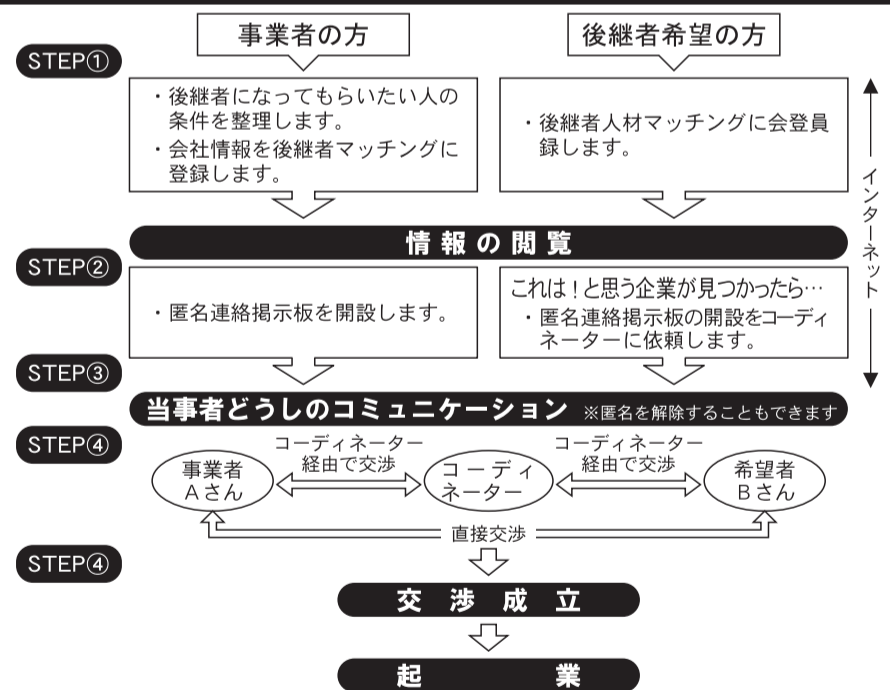 事業者の方
後継者希望の方
STEP①
・後継者になってもらいたい人の
条件を整理します。
・会社情報を後継者マッチングに
登録します。
・後継者人材マッチングに会登員
録します。
インターネット
情報の閲覧
STEP②
・匿名連絡掲示板を開設します。
これは！と思う企業が見つかったら…
・匿名連絡掲示板の開設をコーディ
ネーターに依頼します。
STEP③
当事者どうしのコミュニケーション ※匿名を解除することもできます
STEP④
事業者
Aさん
コーディネーター
経由で交渉
コーディ
ネーター
コーディネーター
経由で交渉
希望者
Bさん
直接交渉
STEP④
交渉成立
起業